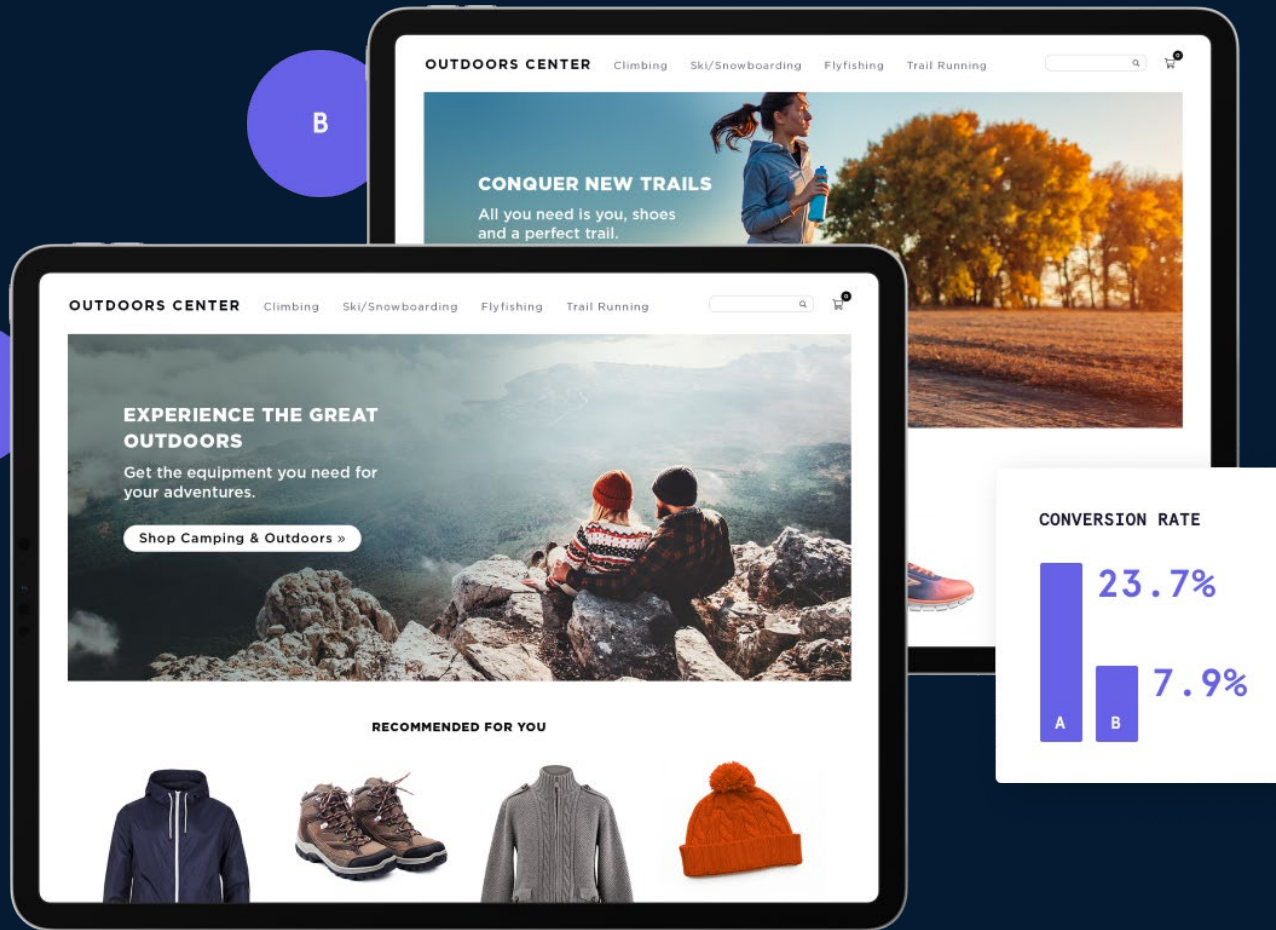 B
OUTDOORS CENTER Climbing Ski/Snowboarding Flyfishing Trail Running 0
CONQUER NEW TRAILS
All you need is you, shoes
and a perfect trail.
OUTDOORS CENTER Climbing Ski/Snowboarding Flyfishing Trail Running 0
EXPERIENCE THE GREAT
OUTDOORS
Get the equipment you need for
your adventures.
Shop Camping & Outdoors »
RECOMMENDED FOR YOU
CONVERSION RATE
23.7%
7.9%
A B